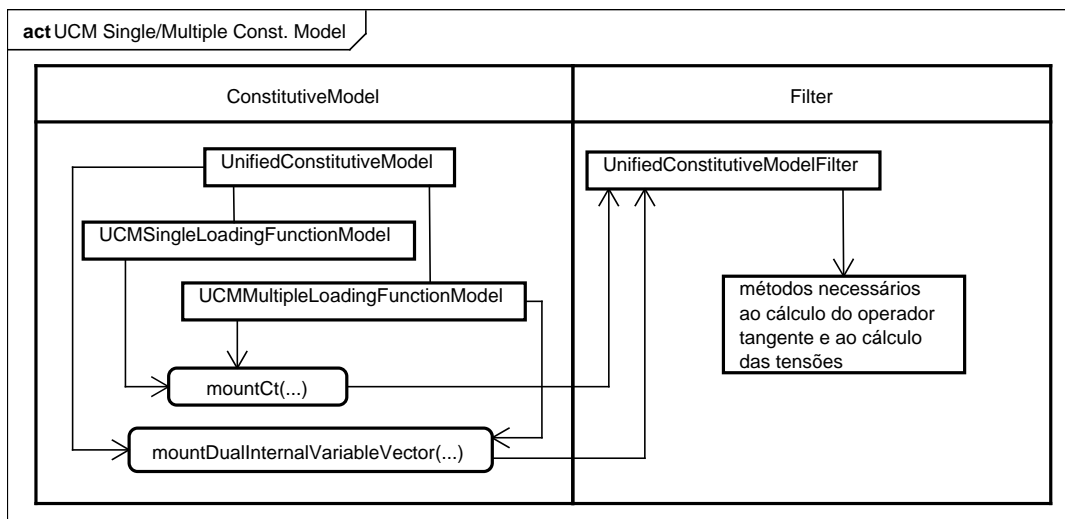 act UCM Single/Multiple Const. Model
ConstitutiveModel
Filter
UnifiedConstitutiveModel
UnifiedConstitutiveModelFilter
UCMSingleLoadingFunctionModel
UCMMultipleLoadingFunctionModel
métodos necessários
ao cálculo do operador
tangente e ao cálculo
das tensões
mountCt(...)
mountDualInternalVariableVector(...)